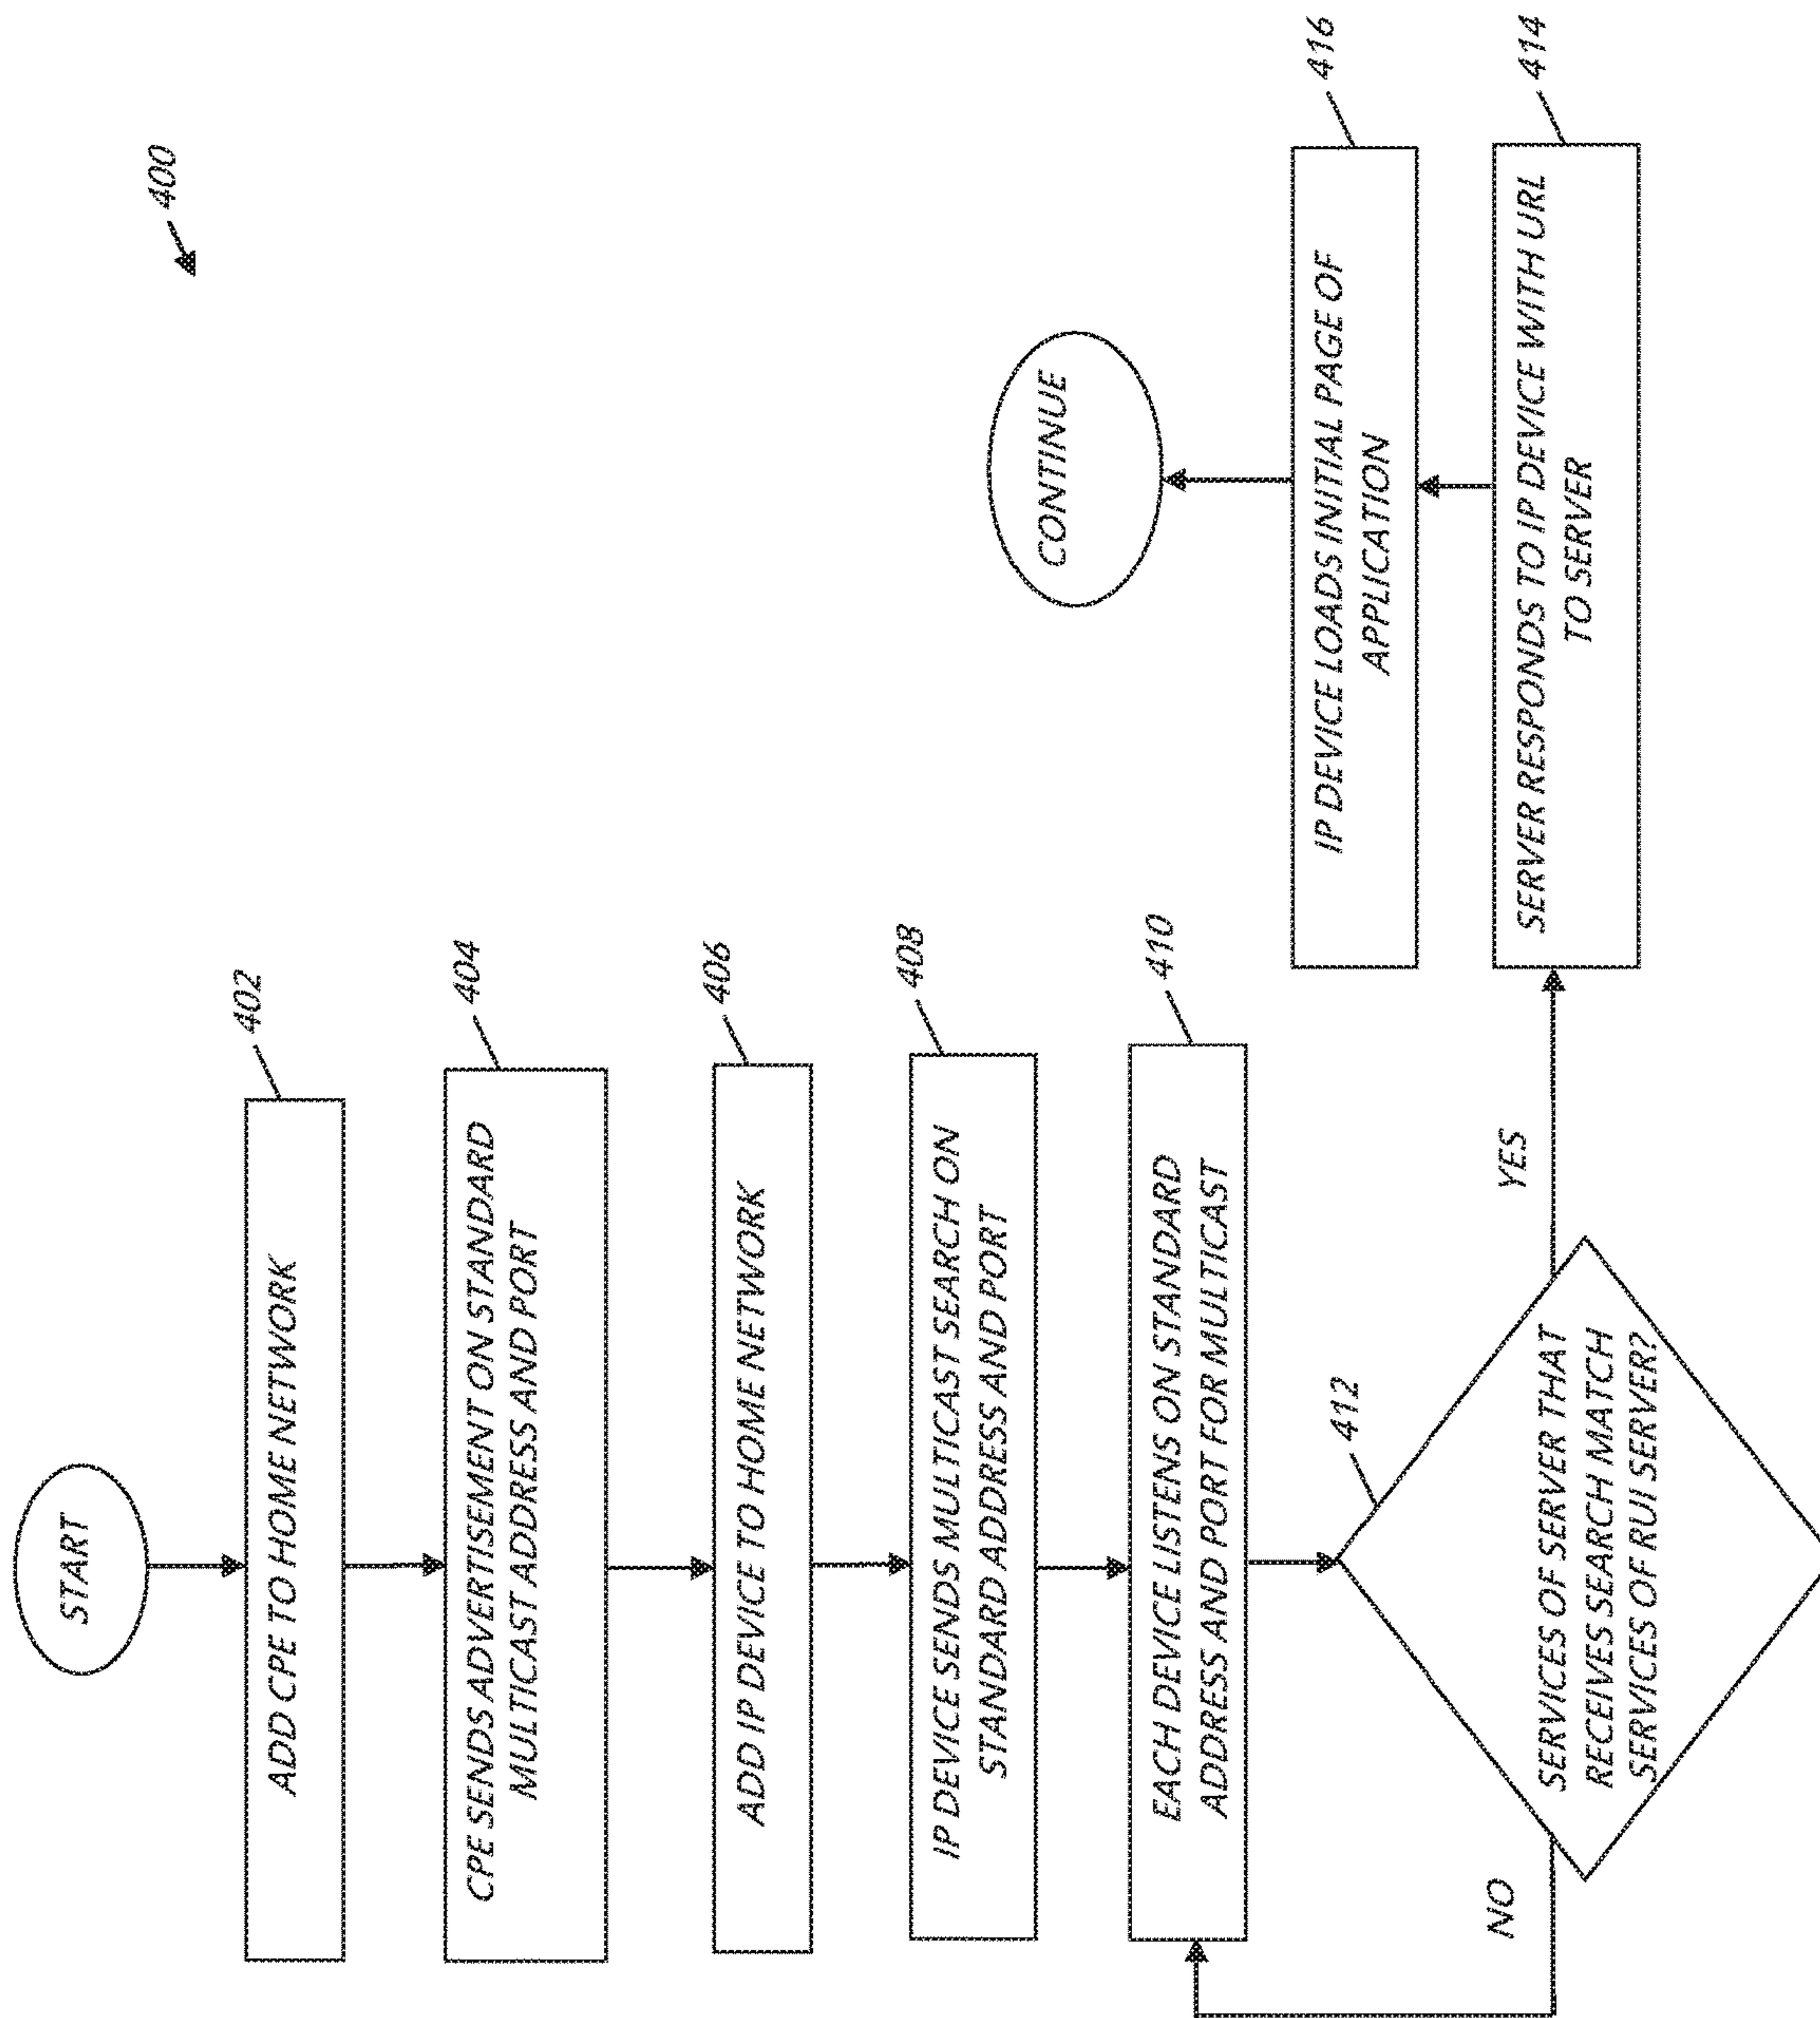 400
START
402
ADD CPE TO HOME NETWORK
404
CPE SENDS ADVERTISEMENT ON STANDARD
MULTICAST ADDRESS AND PORT
406
ADD IP DEVICE TO HOME NETWORK
408
IP DEVICE SENDS MULTICAST SEARCH ON
STANDARD ADDRESS AND PORT
410
EACH DEVICE LISTENS ON STANDARD
ADDRESS AND PORT FOR MULTICAST
412
SERVICES OF SERVER THAT
RECEIVES SEARCH MATCH
SERVICES OF RUI SERVER?
NO
YES
414
SERVER RESPONDS TO IP DEVICE WITH URL
TO SERVER
416
IP DEVICE LOADS INITIAL PAGE OF
APPLICATION
CONTINUE